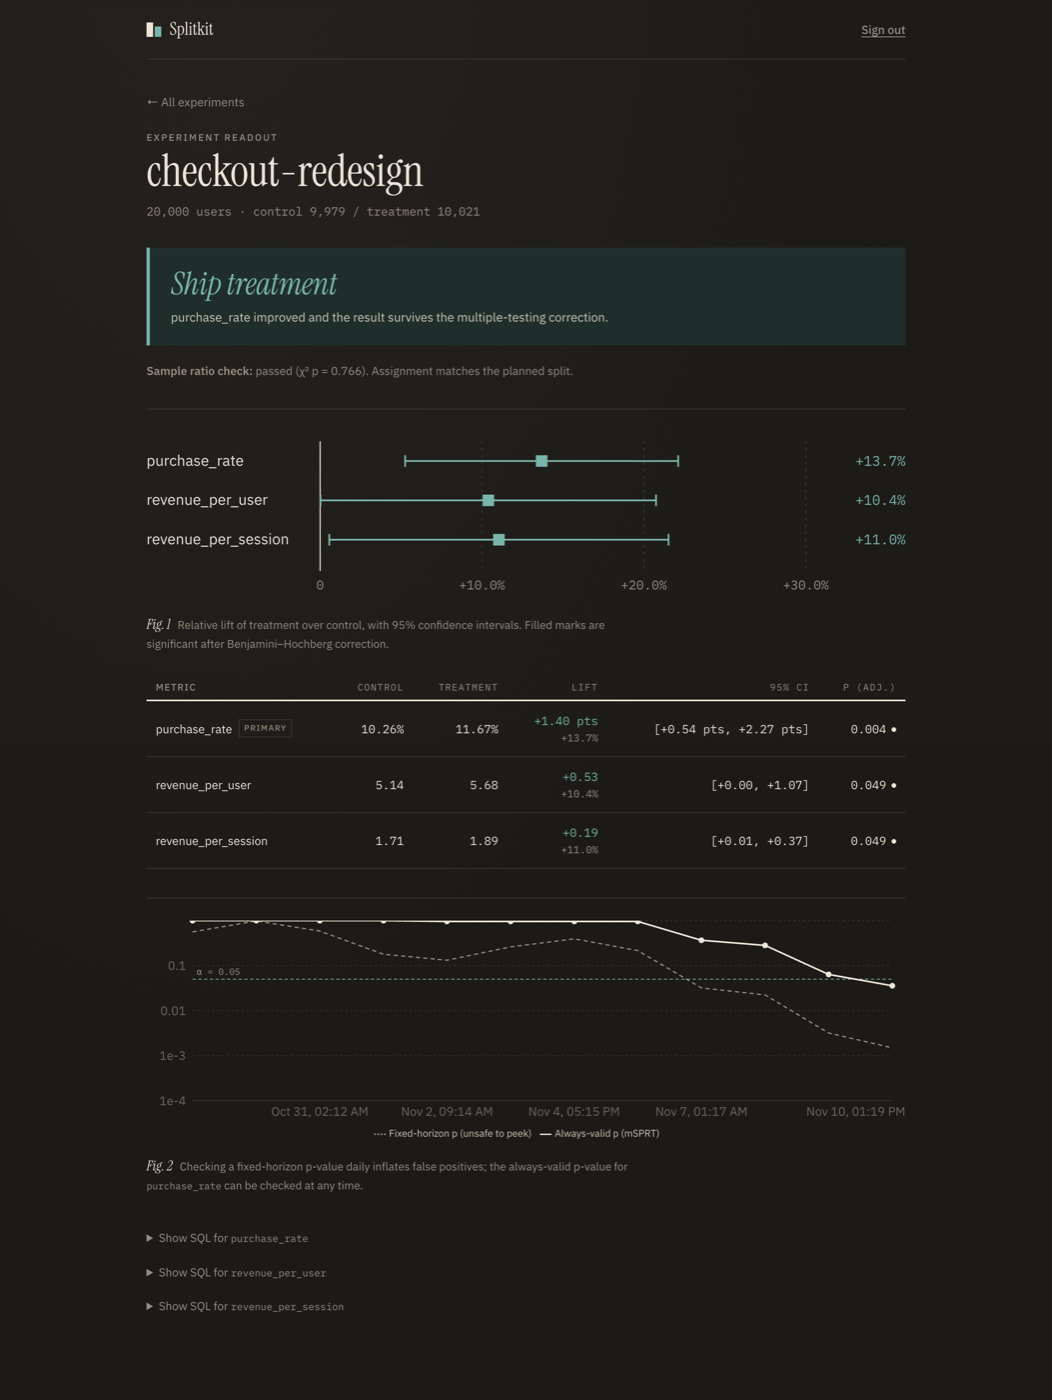 Splitkit
Sign out
← All experiments
EXPERIMENT READOUT
checkout-redesign
20,000 users · control 9,979 / treatment 10,021
Ship treatment
purchase_rate improved and the result survives the multiple-testing correction.
Sample ratio check: passed (χ² p = 0.766). Assignment matches the planned split.
purchase_rate +13.7%
revenue_per_user +10.4%
revenue_per_session +11.0%
0 +10.0% +20.0% +30.0%
Fig. 1 Relative lift of treatment over control, with 95% confidence intervals. Filled marks are
significant after Benjamini–Hochberg correction.
METRIC CONTROL TREATMENT LIFT 95% CI P (ADJ.)
purchase_rate PRIMARY 10.26% 11.67% +1.40 pts [+0.54 pts, +2.27 pts] 0.004 •
+13.7%
revenue_per_user 5.14 5.68 +0.53 [+0.00, +1.07] 0.049 •
+10.4%
revenue_per_session 1.71 1.89 +0.19 [+0.01, +0.37] 0.049 •
+11.0%
0.1
α = 0.05
0.01
1e-3
1e-4
Oct 31, 02:12 AM Nov 2, 09:14 AM Nov 4, 05:15 PM Nov 7, 01:17 AM Nov 10, 01:19 PM
Fixed-horizon p (unsafe to peek) Always-valid p (mSPRT)
Fig. 2 Checking a fixed-horizon p-value daily inflates false positives; the always-valid p-value for
purchase_rate can be checked at any time.
▶ Show SQL for purchase_rate
▶ Show SQL for revenue_per_user
▶ Show SQL for revenue_per_session